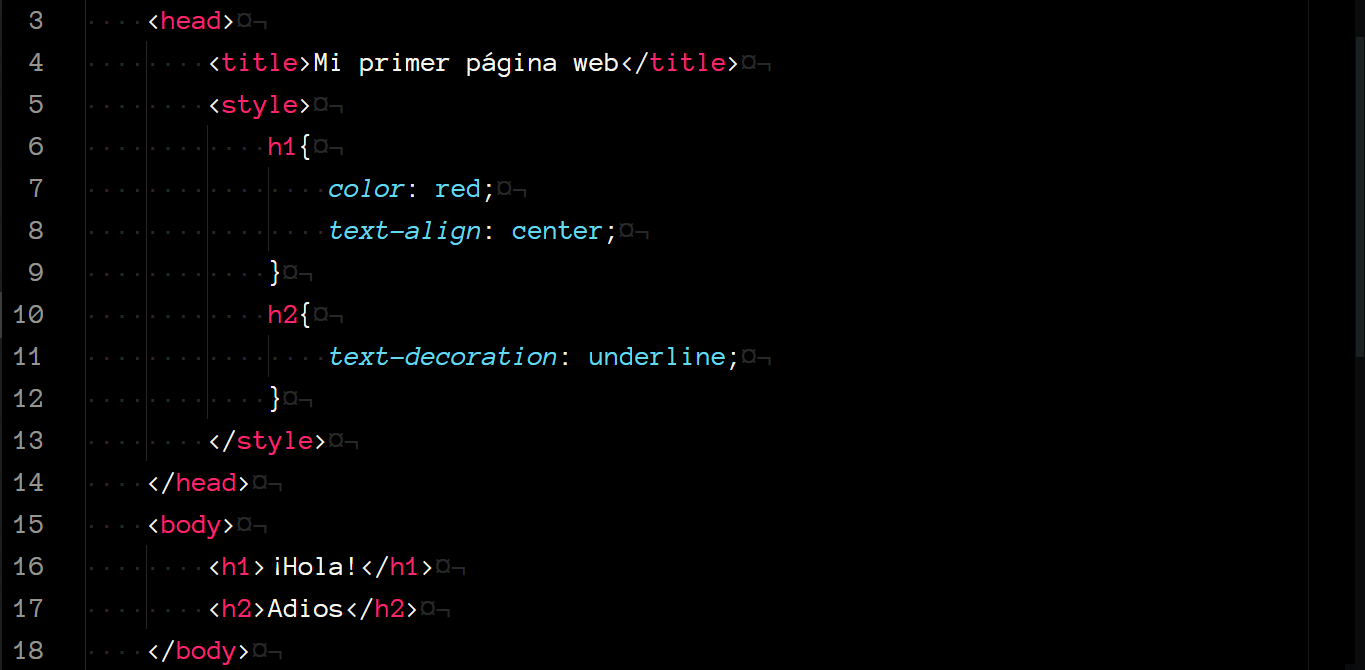 3 <head>
4 <title>Mi primer página web</title>
5 <style>
6 h1{
7 color: red;
8 text-align: center;
9 }
10 h2{
11 text-decoration: underline;
12 }
13 </style>
14 </head>
15 <body>
16 <h1>¡Hola!</h1>
17 <h2>Adios</h2>
18 </body>